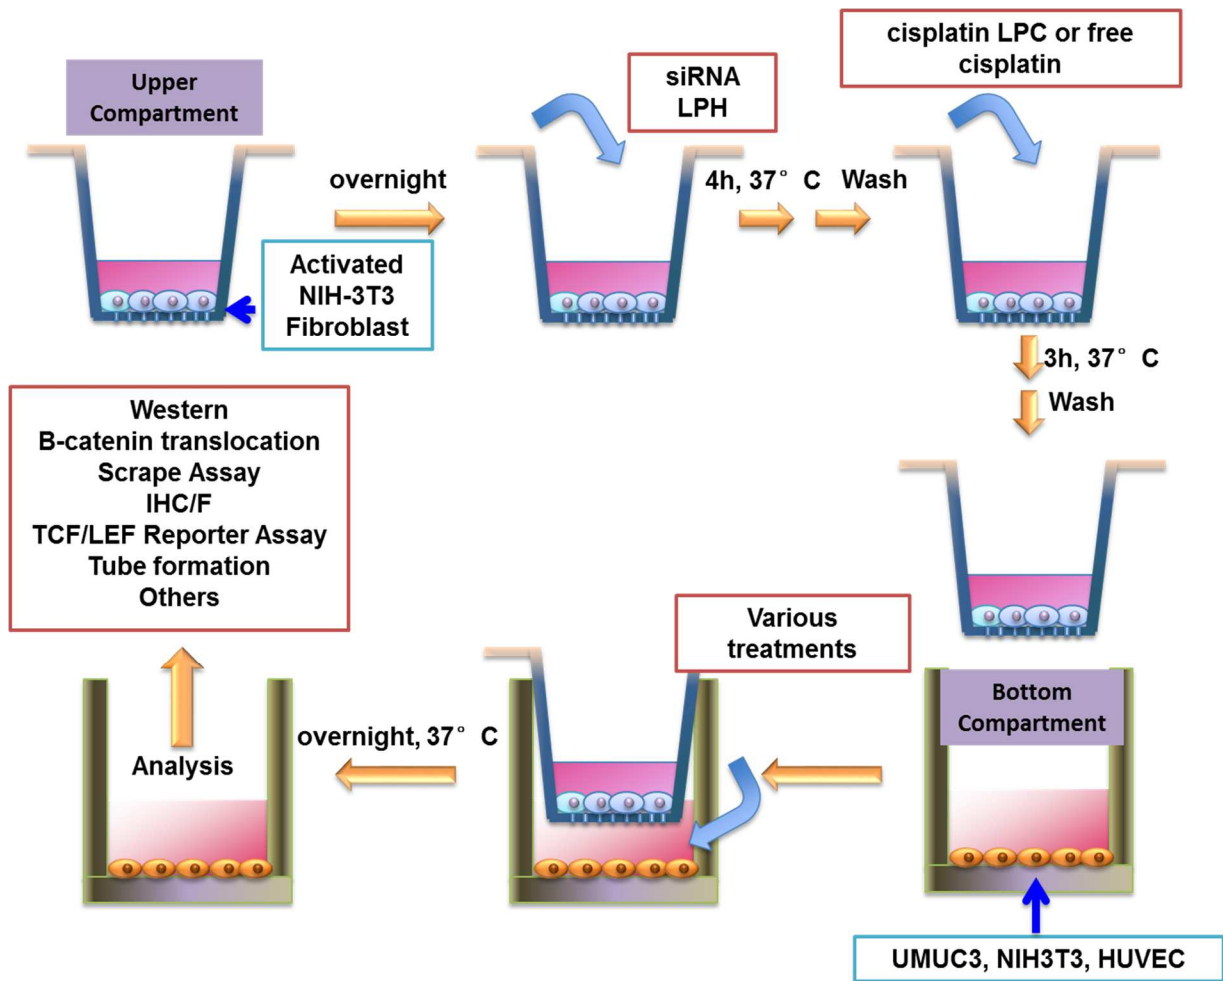 Upper
Compartment
overnight
Activated
NIH-3T3
Fibroblast
siRNA
LPH
4h, 37° C
Wash
cisplatin LPC or free
cisplatin
3h, 37° C
Wash
Bottom
Compartment
UMUC3, NIH3T3, HUVEC
Various
treatments
overnight, 37° C
Analysis
Western
B-catenin translocation
Scrape Assay
IHC/F
TCF/LEF Reporter Assay
Tube formation
Others